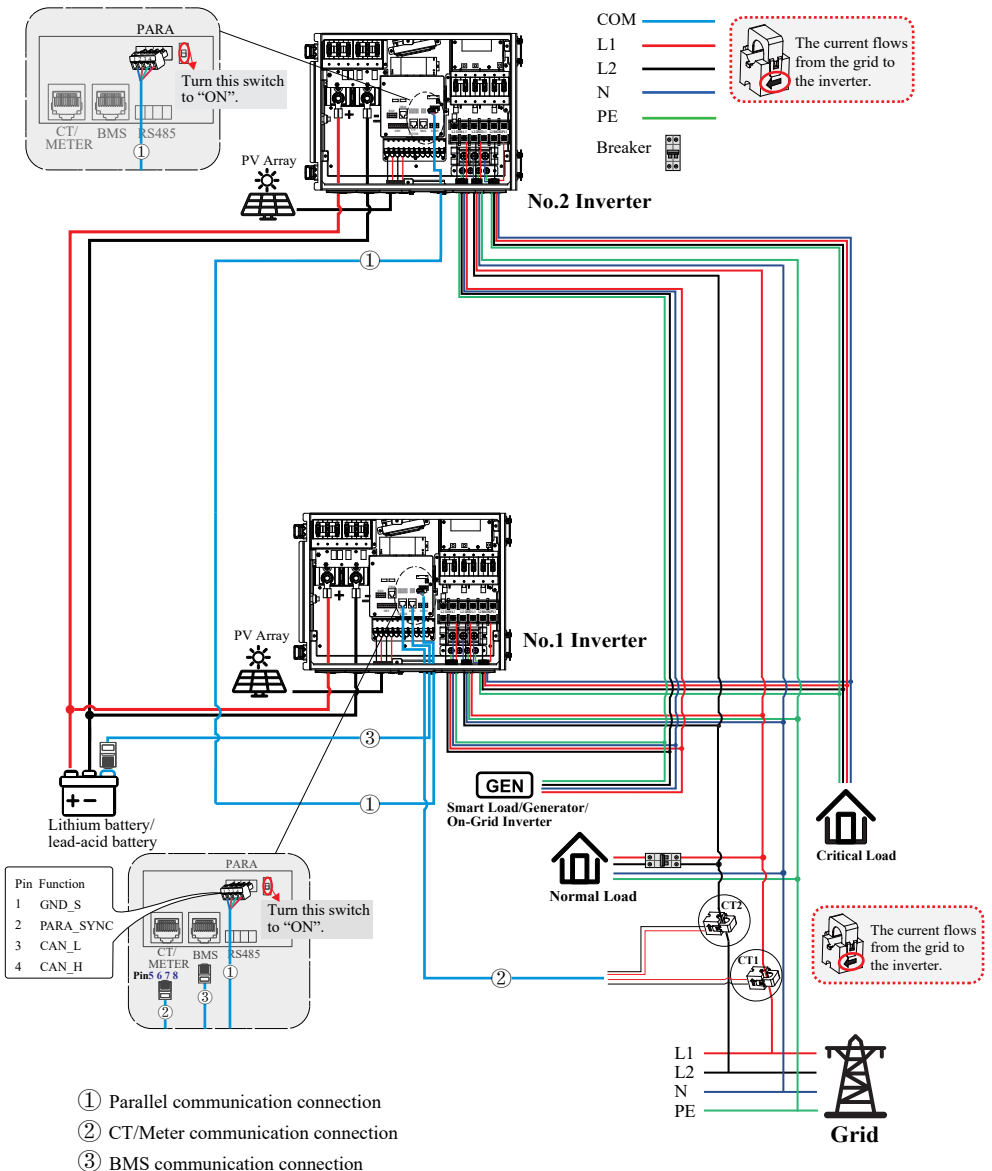 PARA
Turn this switch
to “ON”.
CT/
METER
BMS
RS485
①
COM
L1
L2
N
PE
Breaker
The current flows
from the grid to
the inverter.
PV Array
+
-
No.2 Inverter
①
PV Array
+
-
No.1 Inverter
③
①
+ -
Lithium battery/
lead-acid battery
GEN
Smart Load/Generator/
On-Grid Inverter
Critical Load
Normal Load
Pin Function
1 GND_S
2 PARA_SYNC
3 CAN_L
4 CAN_H
PARA
Turn this switch
to “ON”.
CT/
METER
BMS
RS485
Pin5 6 7 8
①
②
③
②
CT2
CT1
The current flows
from the grid to
the inverter.
L1
L2
N
PE
Grid
① Parallel communication connection
② CT/Meter communication connection
③ BMS communication connection